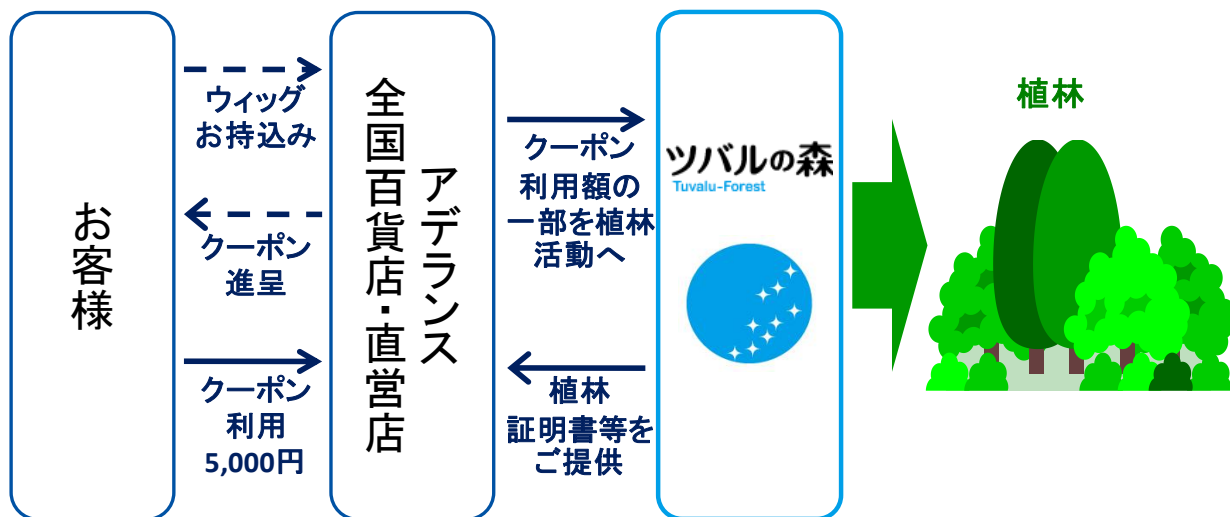 お客様
ウィッグ
お持込み
クーポン
進呈
クーポン
利用
5,000円
アデランス
全国百貨店・直営店
クーポン
利用額の
一部を植林
活動へ
植林
証明書等を
ご提供
ツバルの森
Tuvalu-Forest
植林